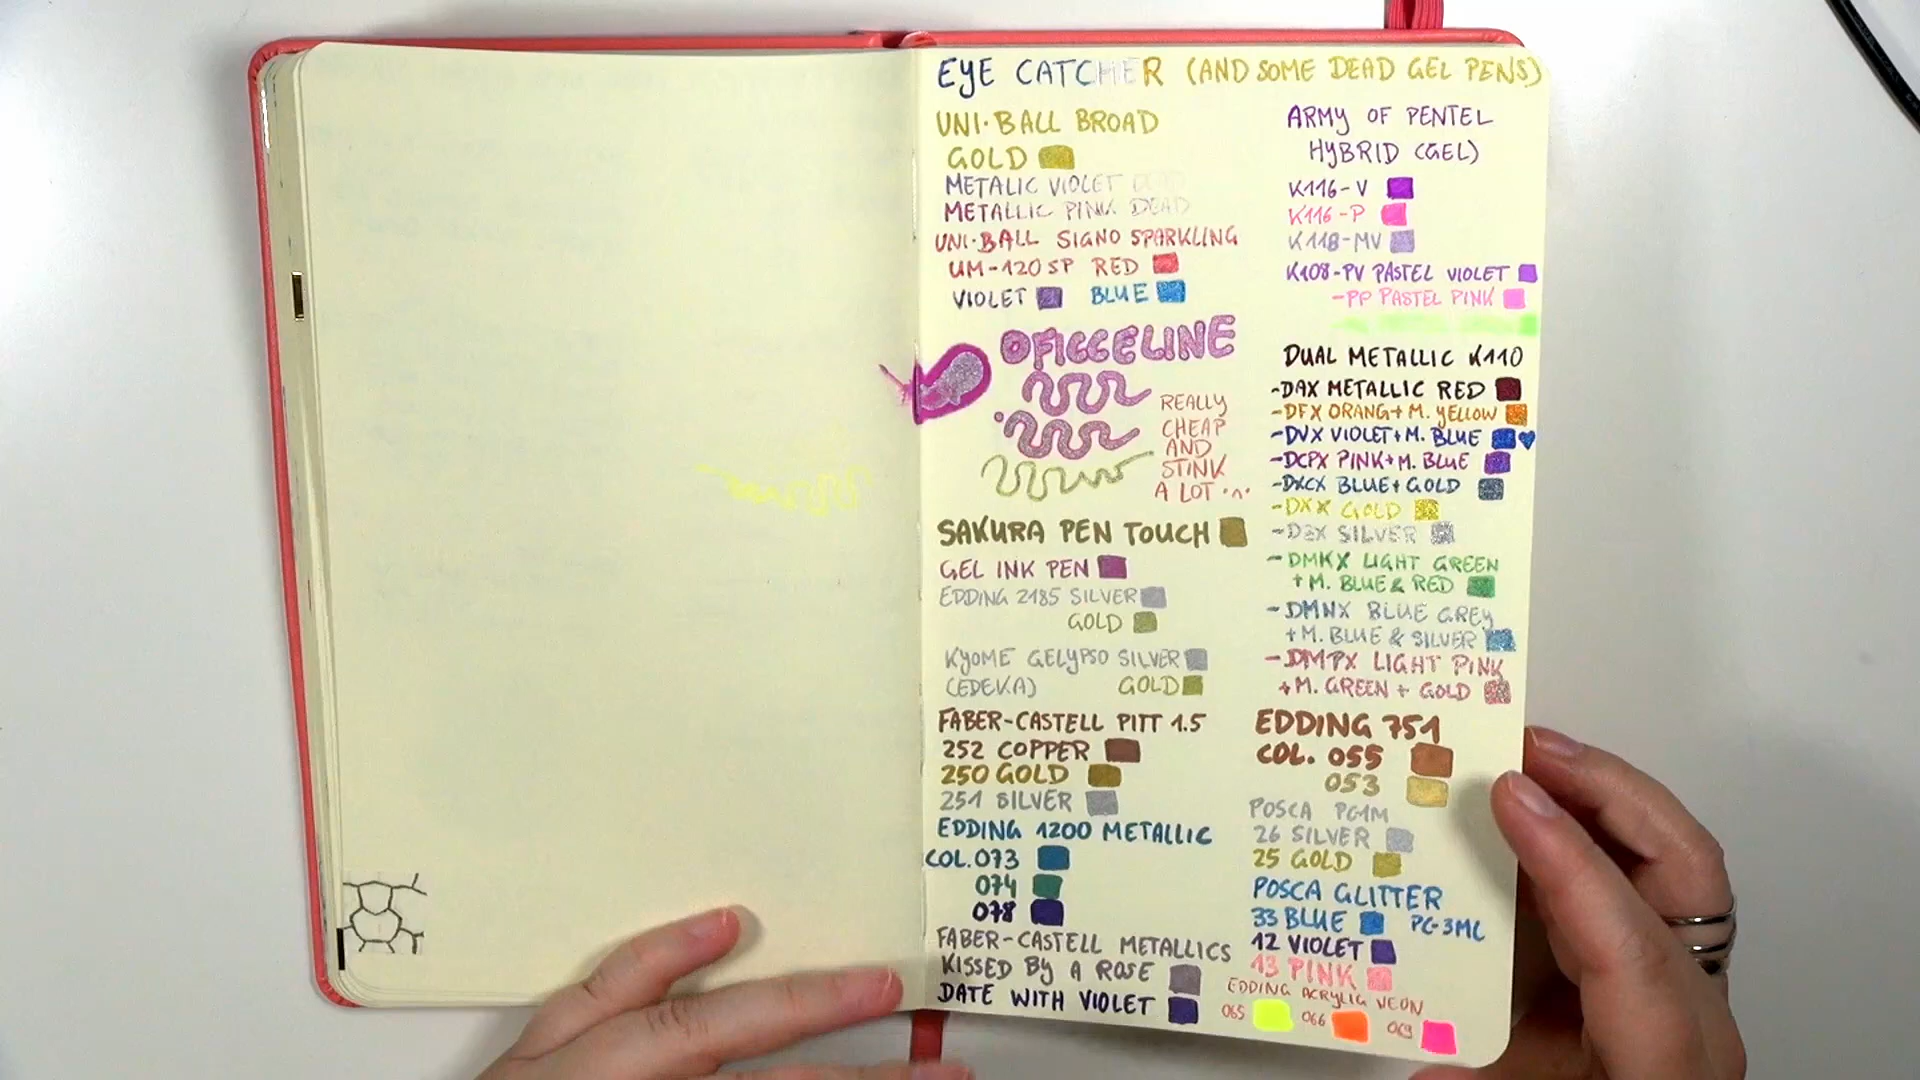 EYE CATCHER (AND SOME DEAD GEL PENS)
UNI·BALL BROAD
GOLD
METALIC VIOLET DEAD
METALLIC PINK DEAD
UNI·BALL SIGNO SPARKLING
UM-120SP RED
VIOLET BLUE
OFICCELINE
REALLY
CHEAP
AND
STINK
A LOT ·^·
SAKURA PEN TOUCH
GEL INK PEN
EDDING 2185 SILVER
GOLD
KYOME GELYPSO SILVER
(EDEKA) GOLD
FABER-CASTELL PITT 1.5
252 COPPER
250 GOLD
251 SILVER
EDDING 1200 METALLIC
COL.073
074
078
FABER-CASTELL METALLICS
KISSED BY A ROSE
DATE WITH VIOLET
ARMY OF PENTEL
HYBRID (GEL)
K116-V
K116-P
K118-MV
K108-PV PASTEL VIOLET
-PP PASTEL PINK
DUAL METALLIC K110
-DAX METALLIC RED
-DFX ORANG+ M. YELLOW
-DVX VIOLET+M. BLUE
-DCPX PINK+M. BLUE
-DXCX BLUE+GOLD
-DXX GOLD
-DZX SILVER
-DMKX LIGHT GREEN
+M. BLUE & RED
-DMNX BLUE GREY
+M. BLUE & SILVER
-DMPX LIGHT PINK
+M. GREEN + GOLD
EDDING 751
COL. 055
053
POSCA PC1M
26 SILVER
25 GOLD
POSCA GLITTER
33 BLUE PC-3ML
12 VIOLET
13 PINK
EDDING ACRYLIC NEON
065 066 069